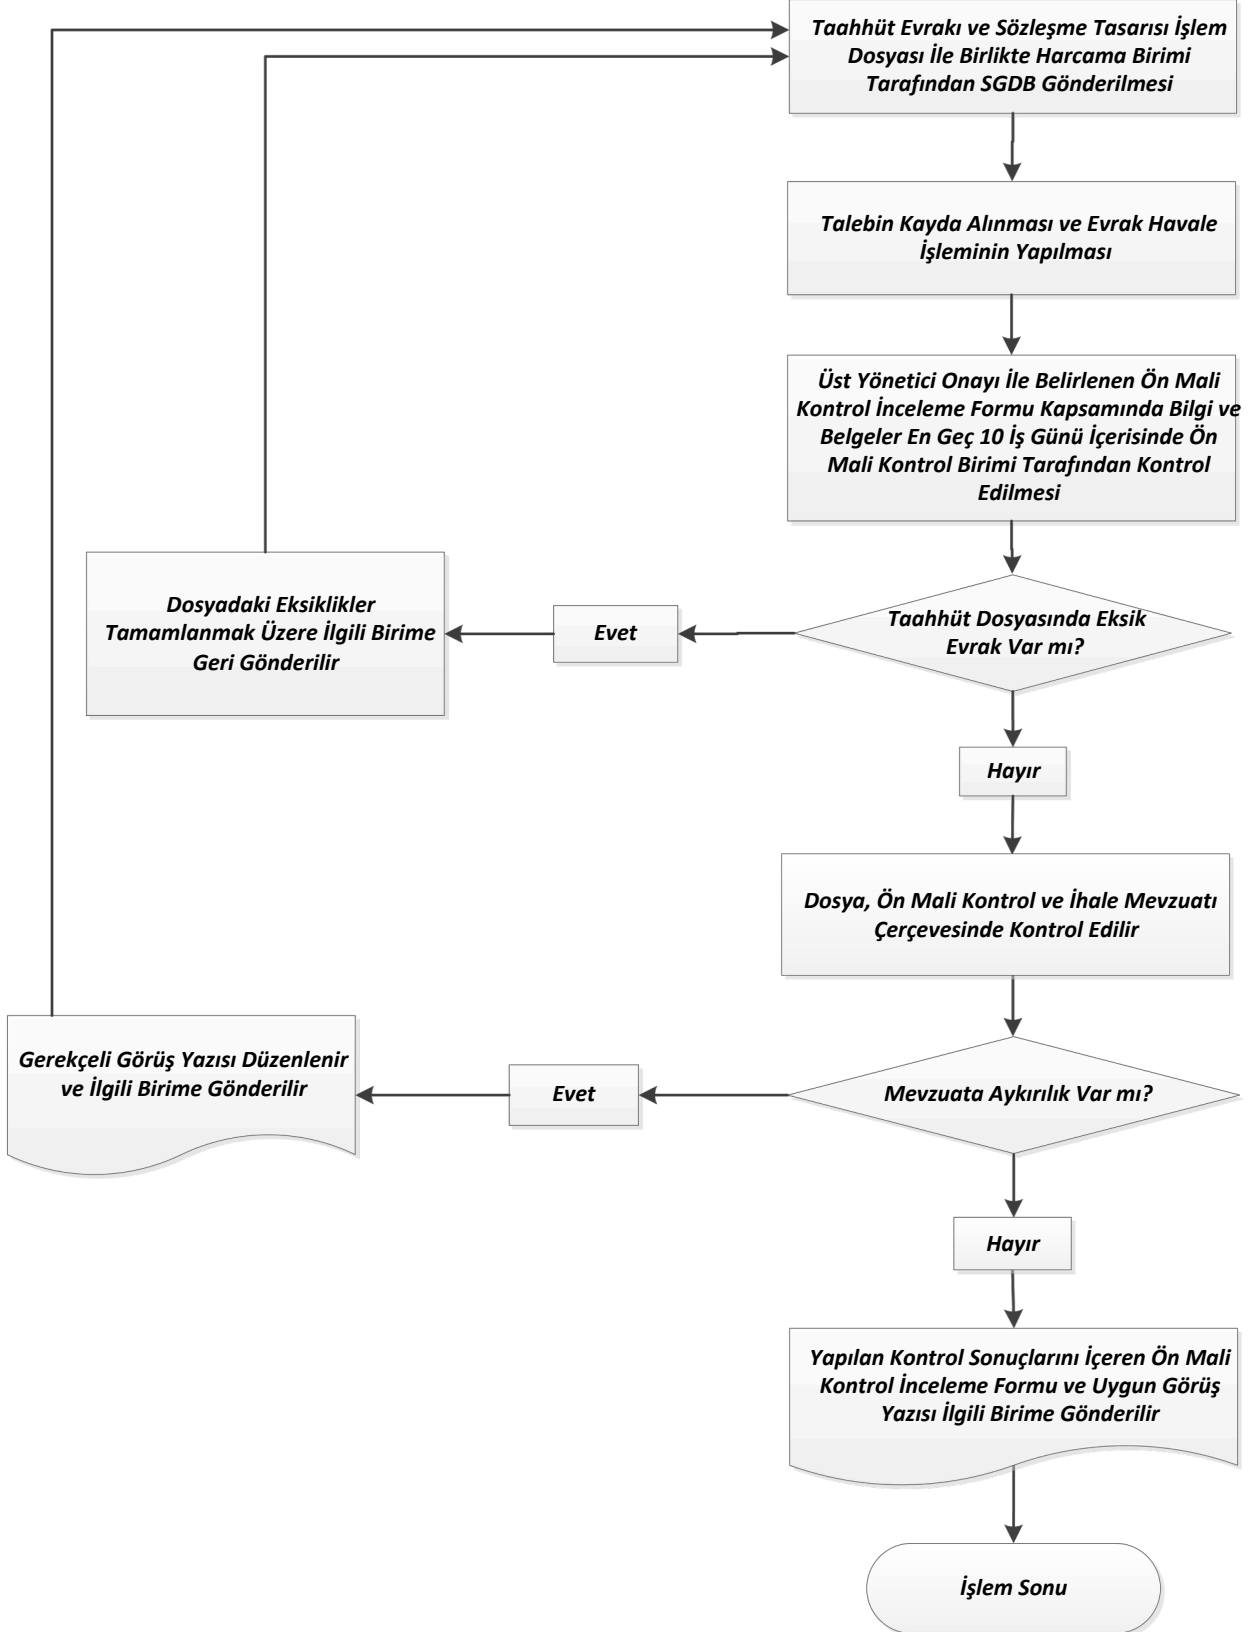 Taahhüt Evrakı ve Sözleşme Tasarısı İşlem
Dosyası İle Birlikte Harcama Birimi
Tarafından SGDB Gönderilmesi
Talebin Kayda Alınması ve Evrak Havale
İşleminin Yapılması
Üst Yönetici Onayı İle Belirlenen Ön Mali
Kontrol İnceleme Formu Kapsamında Bilgi ve
Belgeler En Geç 10 İş Günü İçerisinde Ön
Mali Kontrol Birimi Tarafından Kontrol
Edilmesi
Taahhüt Dosyasında Eksik
Evrak Var mı?
Evet
Dosyadaki Eksiklikler
Tamamlanmak Üzere İlgili Birime
Geri Gönderilir
Hayır
Dosya, Ön Mali Kontrol ve İhale Mevzuatı
Çerçevesinde Kontrol Edilir
Mevzuata Aykırılık Var mı?
Evet
Gerekçeli Görüş Yazısı Düzenlenir
ve İlgili Birime Gönderilir
Hayır
Yapılan Kontrol Sonuçlarını İçeren Ön Mali
Kontrol İnceleme Formu ve Uygun Görüş
Yazısı İlgili Birime Gönderilir
İşlem Sonu